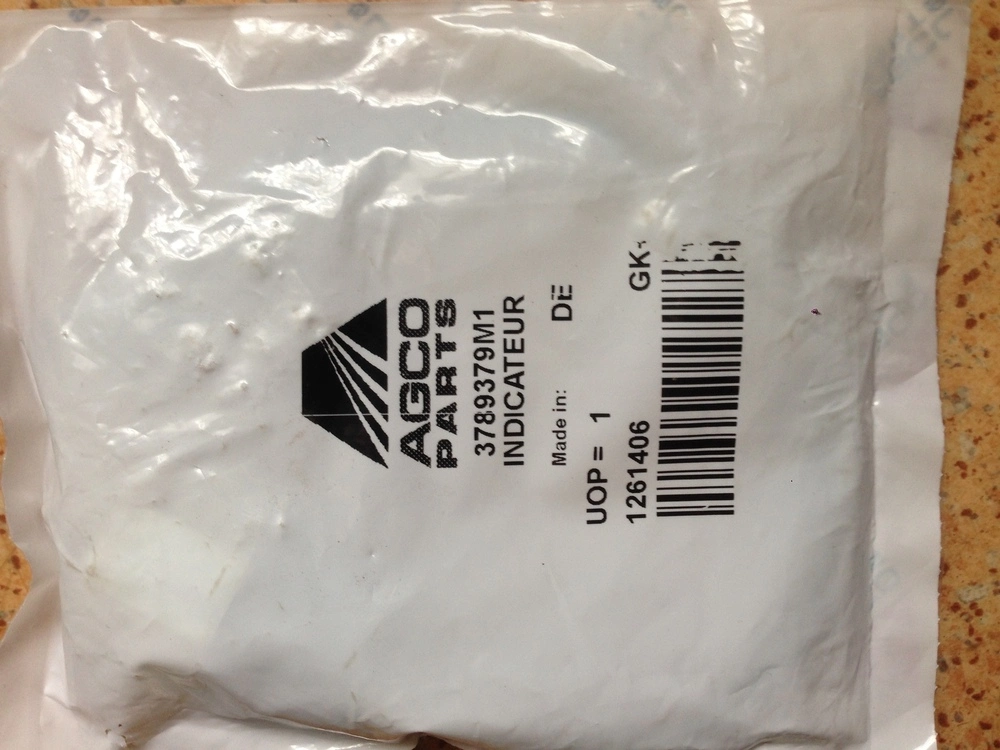 AGCO
PARTS
3789379M1
INDICATEUR
Made in: DE
UOP = 1
1261406 GK-